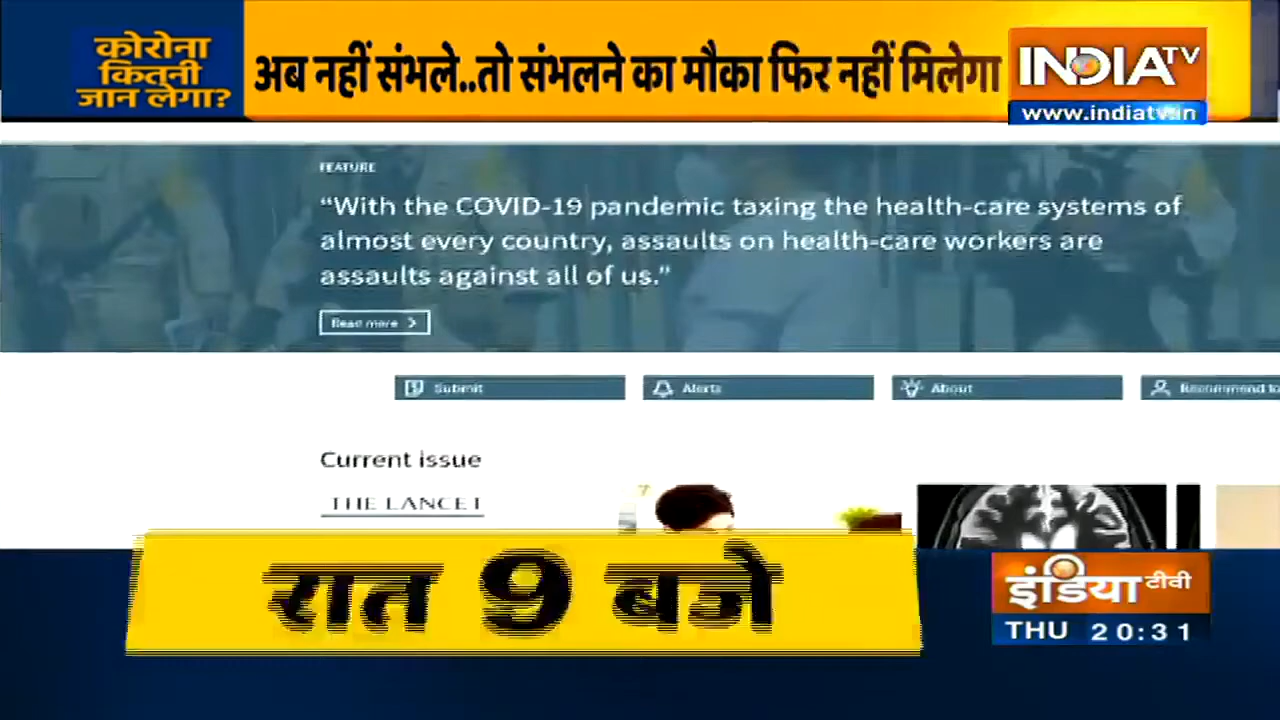 कोरोना
कितनी
जान लेगा?
अब नहीं संभले..तो संभलने का मौका फिर नहीं मिलेगा
INDIA TV
www.indiatv.in
FEATURE
“With the COVID-19 pandemic taxing the health-care systems of
almost every country, assaults on health-care workers are
assaults against all of us.”
Read more
Submit
Alerts
About
Recommend to
Current issue
THE LANCET
रात 9 बजे
इंडिया टीवी
THU 20:31